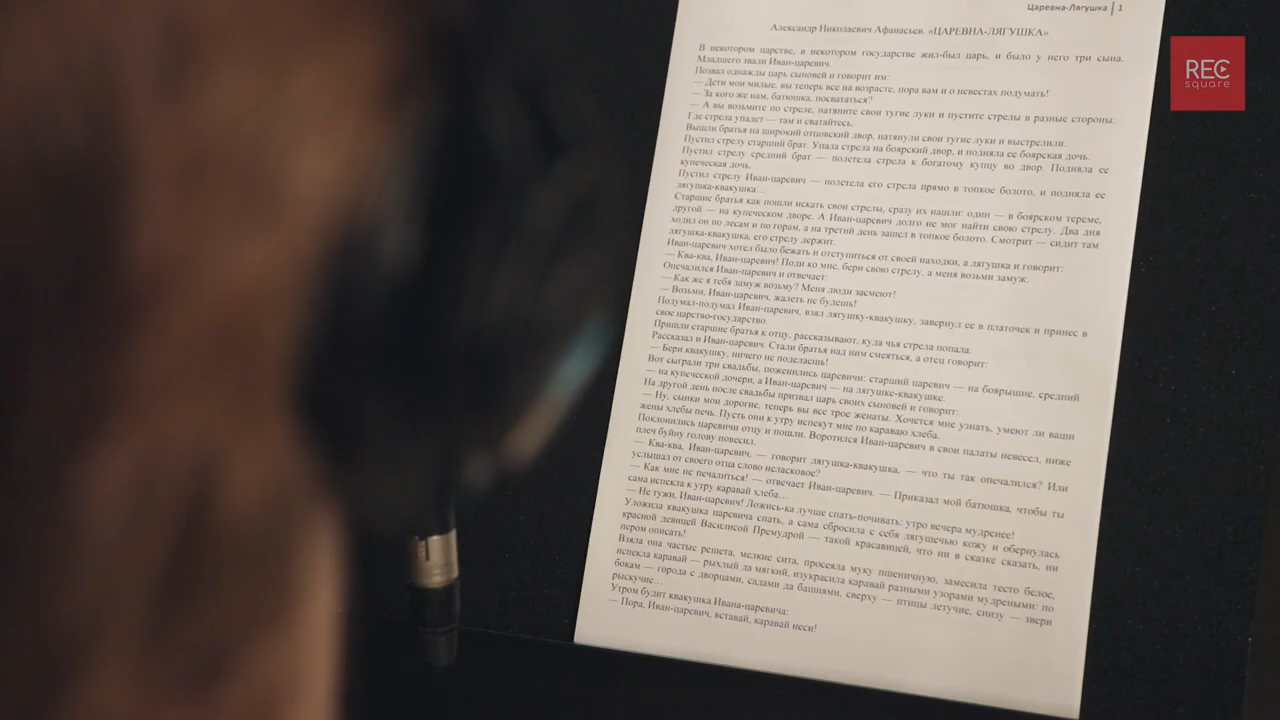 Царевна-Лягушка | 1
REC
square
Александр Николаевич Афанасьев. «ЦАРЕВНА-ЛЯГУШКА»
В некотором царстве, в некотором государстве жил-был царь, и было у него три сына.
Младшего звали Иван-царевич.
Позвал однажды царь сыновей и говорит им:
— Дети мои милые, вы теперь все на возрасте, пора вам и о невестах подумать!
— За кого же нам, батюшка, посвататься?
— А вы возьмите по стреле, натяните свои тугие луки и пустите стрелы в разные стороны.
Где стрела упадет — там и сватайтесь.
Вышли братья на широкий отцовский двор, натянули свои тугие луки и выстрелили.
Пустил стрелу старший брат. Упала стрела на боярский двор, и подняла ее боярская дочь.
Пустил стрелу средний брат — полетела стрела к богатому купцу во двор. Подняла ее
купеческая дочь.
Пустил стрелу Иван-царевич — полетела его стрела прямо в топкое болото, и подняла ее
лягушка-квакушка…
Старшие братья как пошли искать свои стрелы, сразу их нашли: один — в боярском тереме,
другой — на купеческом дворе. А Иван-царевич долго не мог найти свою стрелу. Два дня
ходил он по лесам и по горам, а на третий день зашел в топкое болото. Смотрит — сидит там
лягушка-квакушка, его стрелу держит.
Иван-царевич хотел было бежать и отступиться от своей находки, а лягушка и говорит:
— Ква-ква, Иван-царевич! Поди ко мне, бери свою стрелу, а меня возьми замуж.
Опечалился Иван-царевич и отвечает:
— Как же я тебя замуж возьму? Меня люди засмеют!
— Возьми, Иван-царевич, жалеть не будешь!
Подумал-подумал Иван-царевич, взял лягушку-квакушку, завернул ее в платочек и принес в
свое царство-государство.
Пришли старшие братья к отцу, рассказывают, куда чья стрела попала.
Рассказал и Иван-царевич. Стали братья над ним смеяться, а отец говорит:
— Бери квакушку, ничего не поделаешь!
Вот сыграли три свадьбы, поженились царевичи: старший царевич — на боярышне, средний
— на купеческой дочери, а Иван-царевич — на лягушке-квакушке.
На другой день после свадьбы призвал царь своих сыновей и говорит:
— Ну, сынки мои дорогие, теперь вы все трое женаты. Хочется мне узнать, умеют ли ваши
жены хлебы печь. Пусть они к утру испекут мне по караваю хлеба.
Поклонились царевичи отцу и пошли. Воротился Иван-царевич в свои палаты невесел, ниже
плеч буйну голову повесил.
— Ква-ква, Иван-царевич, — говорит лягушка-квакушка, — что ты так опечалился? Или
услышал от своего отца слово неласковое?
— Как мне не печалиться! — отвечает Иван-царевич. — Приказал мой батюшка, чтобы ты
сама испекла к утру каравай хлеба…
— Не тужи, Иван-царевич! Ложись-ка лучше спать-почивать: утро вечера мудренее!
Уложила квакушка царевича спать, а сама сбросила с себя лягушечью кожу и обернулась
красной девицей Василисой Премудрой — такой красавицей, что ни в сказке сказать, ни
пером описать!
Взяла она частые решета, мелкие сита, просеяла муку пшеничную, замесила тесто белое,
испекла каравай — рыхлый да мягкий, изукрасила каравай разными узорами мудреными: по
бокам — города с дворцами, садами да башнями, сверху — птицы летучие, снизу — звери
рыскучие…
Утром будит квакушка Ивана-царевича:
— Пора, Иван-царевич, вставай, каравай неси!